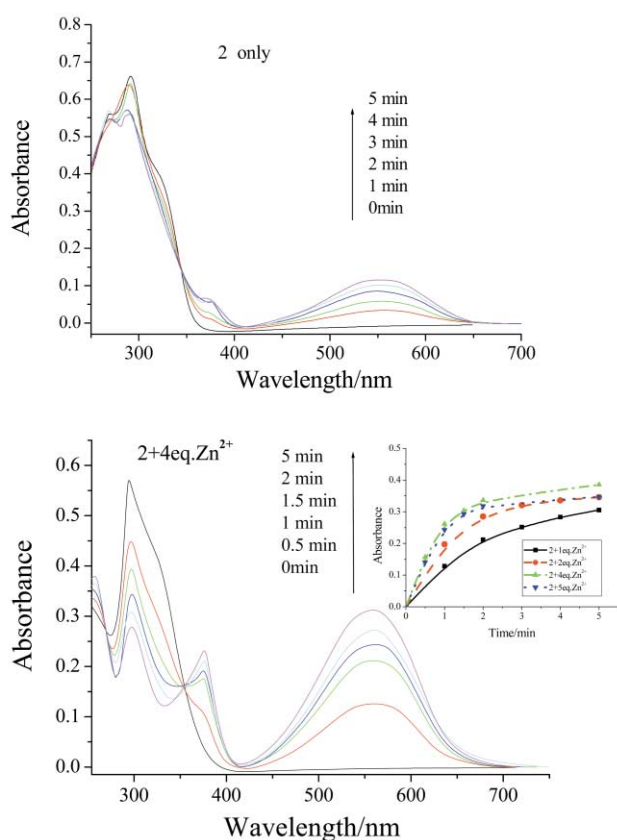 2 only
5 min
4 min
3 min
2 min
1 min
0min
Absorbance
0.8
0.7
0.6
0.5
0.4
0.3
0.2
0.1
0.0
300 400 500 600 700
Wavelength/nm
2+4eq.Zn²⁺
5 min
2 min
1.5 min
1 min
0.5 min
0min
Absorbance
0.6
0.5
0.4
0.3
0.2
0.1
0.0
300 400 500 600 700
Wavelength/nm
Absorbance
0.5
0.4
0.3
0.2
0.1
0.0
0 1 2 3 4 5
Time/min
2+1eq.Zn²⁺
2+2eq.Zn²⁺
2+4eq.Zn²⁺
2+5eq.Zn²⁺